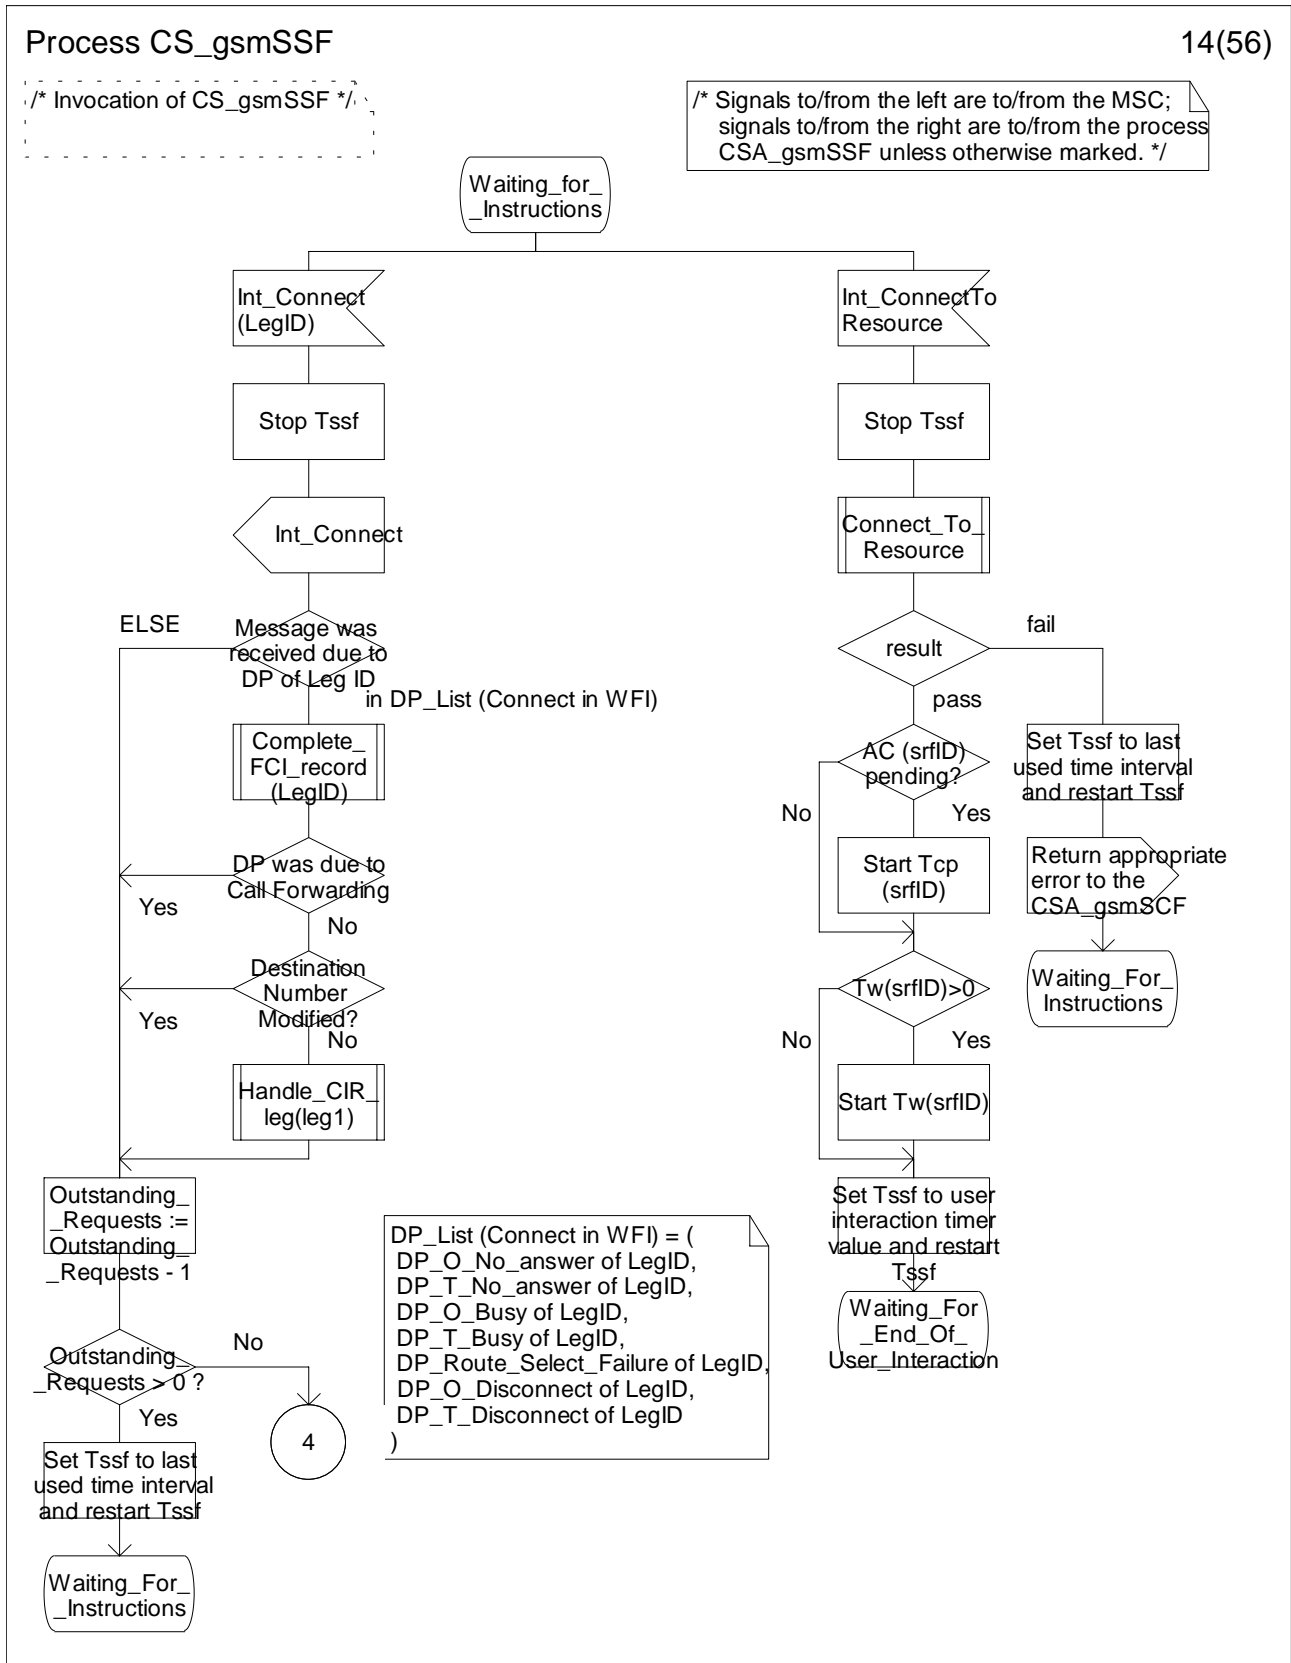 Process CS_gsmSSF
14(56)
/* Invocation of CS_gsmSSF */
/* Signals to/from the left are to/from the MSC;
signals to/from the right are to/from the process
CSA_gsmSSF unless otherwise marked. */
Waiting_for_
_Instructions
Int_Connect
(LegID)
Stop Tssf
Int_Connect
ELSE
Message was
received due to
DP of Leg ID
in DP_List (Connect in WFI)
Complete_
FCI_record
(LegID)
DP was due to
Call Forwarding
Yes
No
Destination
Number
Modified?
Yes
No
Handle_CIR_
leg(leg1)
Outstanding_
_Requests :=
Outstanding_
_Requests - 1
Outstanding_
_Requests > 0 ?
No
Yes
4
Set Tssf to last
used time interval
and restart Tssf
Waiting_For_
_Instructions
DP_List (Connect in WFI) = (
DP_O_No_answer of LegID,
DP_T_No_answer of LegID,
DP_O_Busy of LegID,
DP_T_Busy of LegID,
DP_Route_Select_Failure of LegID,
DP_O_Disconnect of LegID,
DP_T_Disconnect of LegID
)
Int_ConnectTo
Resource
Stop Tssf
Connect_To_
Resource
result
fail
pass
AC (srfID)
pending?
No
Yes
Start Tcp
(srfID)
Tw(srfID)>0
No
Yes
Start Tw(srfID)
Set Tssf to user
interaction timer
value and restart
Tssf
Waiting_For
_End_Of_
User_Interaction
Set Tssf to last
used time interval
and restart Tssf
Return appropriate
error to the
CSA_gsmSCF
Waiting_For_
Instructions